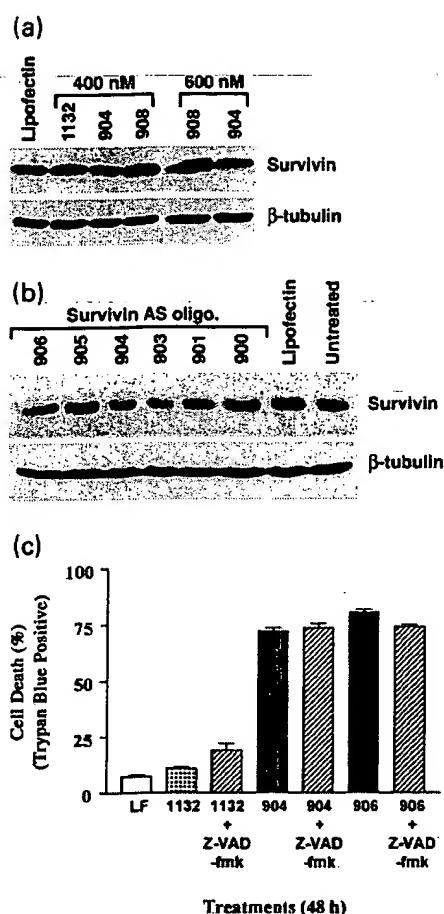 (a)
400 nM 600 nM
Lipofectin 1132 904 908 908 904
Survivin
β-tubulin
(b)
Survivin AS oligo.
906 905 904 903 901 900 Lipofectin Untreated
Survivin
β-tubulin
(c)
Cell Death (%)
(Trypan Blue Positive)
100
75
50
25
0
LF 1132 1132 904 904 906 906
+ + +
Z-VAD Z-VAD Z-VAD
-fmk -fmk -fmk
Treatments (48 h)